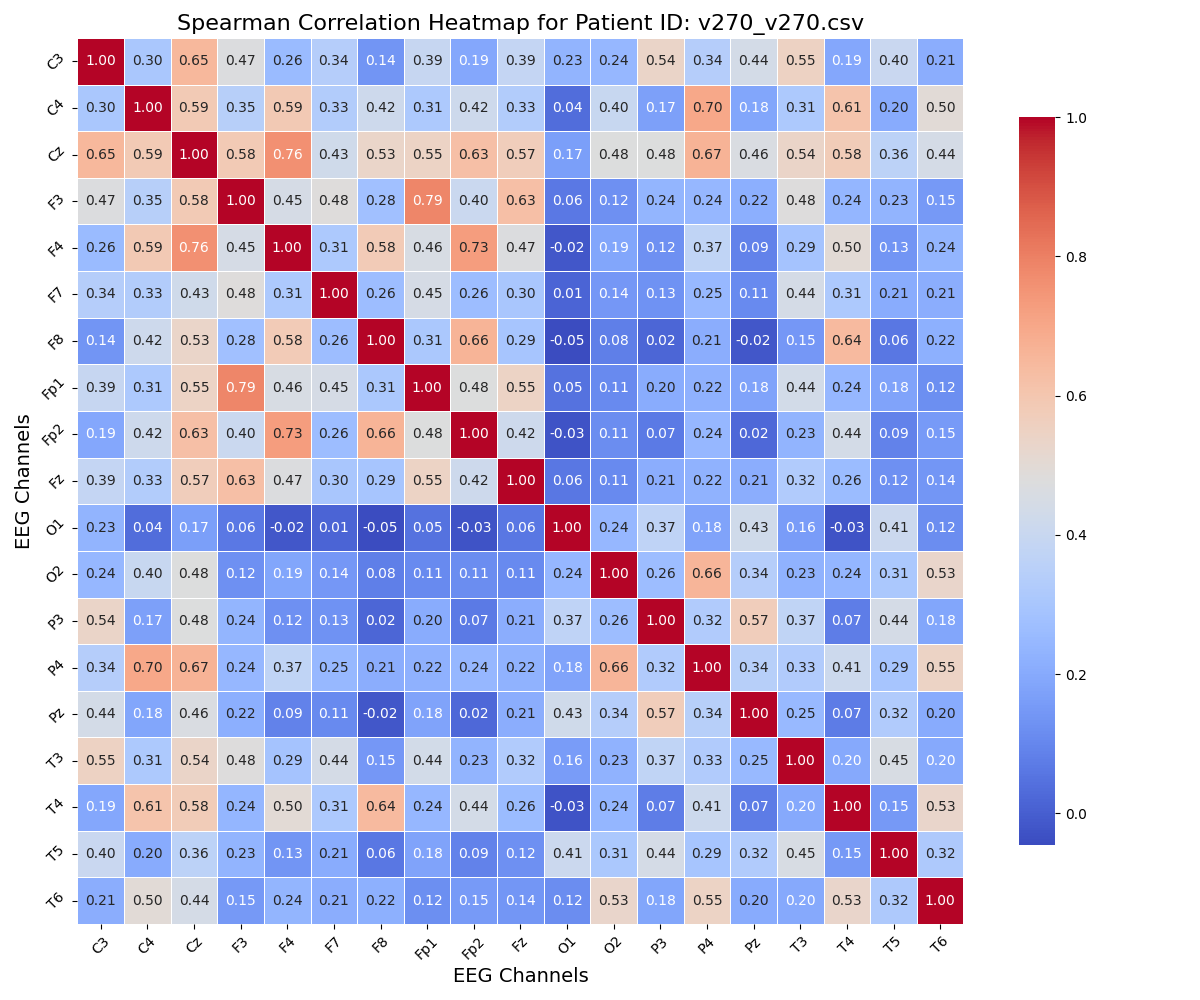 Spearman Correlation Heatmap for Patient ID: v270_v270.csv
C3 1.00 0.30 0.65 0.47 0.26 0.34 0.14 0.39 0.19 0.39 0.23 0.24 0.54 0.34 0.44 0.55 0.19 0.40 0.21
C4 0.30 1.00 0.59 0.35 0.59 0.33 0.42 0.31 0.42 0.33 0.04 0.40 0.17 0.70 0.18 0.31 0.61 0.20 0.50
Cz 0.65 0.59 1.00 0.58 0.76 0.43 0.53 0.55 0.63 0.57 0.17 0.48 0.48 0.67 0.46 0.54 0.58 0.36 0.44
F3 0.47 0.35 0.58 1.00 0.45 0.48 0.28 0.79 0.40 0.63 0.06 0.12 0.24 0.24 0.22 0.48 0.24 0.23 0.15
F4 0.26 0.59 0.76 0.45 1.00 0.31 0.58 0.46 0.73 0.47 -0.02 0.19 0.12 0.37 0.09 0.29 0.50 0.13 0.24
F7 0.34 0.33 0.43 0.48 0.31 1.00 0.26 0.45 0.26 0.30 0.01 0.14 0.13 0.25 0.11 0.44 0.31 0.21 0.21
F8 0.14 0.42 0.53 0.28 0.58 0.26 1.00 0.31 0.66 0.29 -0.05 0.08 0.02 0.21 -0.02 0.15 0.64 0.06 0.22
Fp1 0.39 0.31 0.55 0.79 0.46 0.45 0.31 1.00 0.48 0.55 0.05 0.11 0.20 0.22 0.18 0.44 0.24 0.18 0.12
Fp2 0.19 0.42 0.63 0.40 0.73 0.26 0.66 0.48 1.00 0.42 -0.03 0.11 0.07 0.24 0.02 0.23 0.44 0.09 0.15
Fz 0.39 0.33 0.57 0.63 0.47 0.30 0.29 0.55 0.42 1.00 0.06 0.11 0.21 0.22 0.21 0.32 0.26 0.12 0.14
O1 0.23 0.04 0.17 0.06 -0.02 0.01 -0.05 0.05 -0.03 0.06 1.00 0.24 0.37 0.18 0.43 0.16 -0.03 0.41 0.12
O2 0.24 0.40 0.48 0.12 0.19 0.14 0.08 0.11 0.11 0.11 0.24 1.00 0.26 0.66 0.34 0.23 0.24 0.31 0.53
P3 0.54 0.17 0.48 0.24 0.12 0.13 0.02 0.20 0.07 0.21 0.37 0.26 1.00 0.32 0.57 0.37 0.07 0.44 0.18
P4 0.34 0.70 0.67 0.24 0.37 0.25 0.21 0.22 0.24 0.22 0.18 0.66 0.32 1.00 0.34 0.33 0.41 0.29 0.55
Pz 0.44 0.18 0.46 0.22 0.09 0.11 -0.02 0.18 0.02 0.21 0.43 0.34 0.57 0.34 1.00 0.25 0.07 0.32 0.20
T3 0.55 0.31 0.54 0.48 0.29 0.44 0.15 0.44 0.23 0.32 0.16 0.23 0.37 0.33 0.25 1.00 0.20 0.45 0.20
T4 0.19 0.61 0.58 0.24 0.50 0.31 0.64 0.24 0.44 0.26 -0.03 0.24 0.07 0.41 0.07 0.20 1.00 0.15 0.53
T5 0.40 0.20 0.36 0.23 0.13 0.21 0.06 0.18 0.09 0.12 0.41 0.31 0.44 0.29 0.32 0.45 0.15 1.00 0.32
T6 0.21 0.50 0.44 0.15 0.24 0.21 0.22 0.12 0.15 0.14 0.12 0.53 0.18 0.55 0.20 0.20 0.53 0.32 1.00
C3 C4 Cz F3 F4 F7 F8 Fp1 Fp2 Fz O1 O2 P3 P4 Pz T3 T4 T5 T6
EEG Channels
EEG Channels
1.0
0.8
0.6
0.4
0.2
0.0